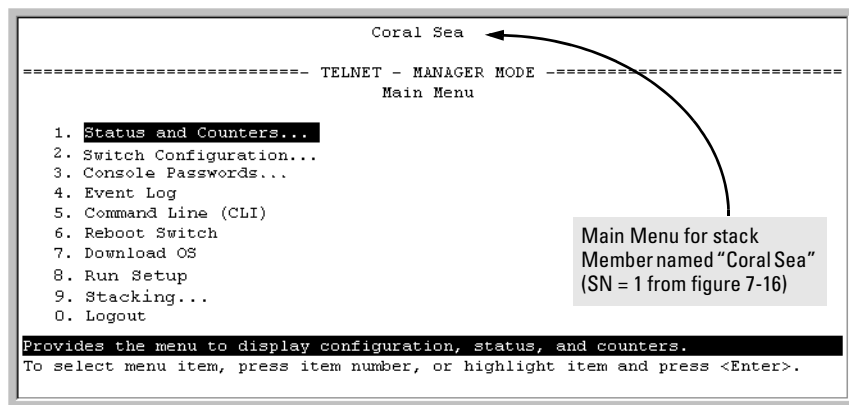 Coral Sea
===========================- TELNET - MANAGER MODE -===========================
Main Menu
1. Status and Counters...
2. Switch Configuration...
3. Console Passwords...
4. Event Log
5. Command Line (CLI)
6. Reboot Switch
7. Download OS
8. Run Setup
9. Stacking...
0. Logout
Main Menu for stack
Member named “Coral Sea”
(SN = 1 from figure 7-16)
Provides the menu to display configuration, status, and counters.
To select menu item, press item number, or highlight item and press <Enter>.